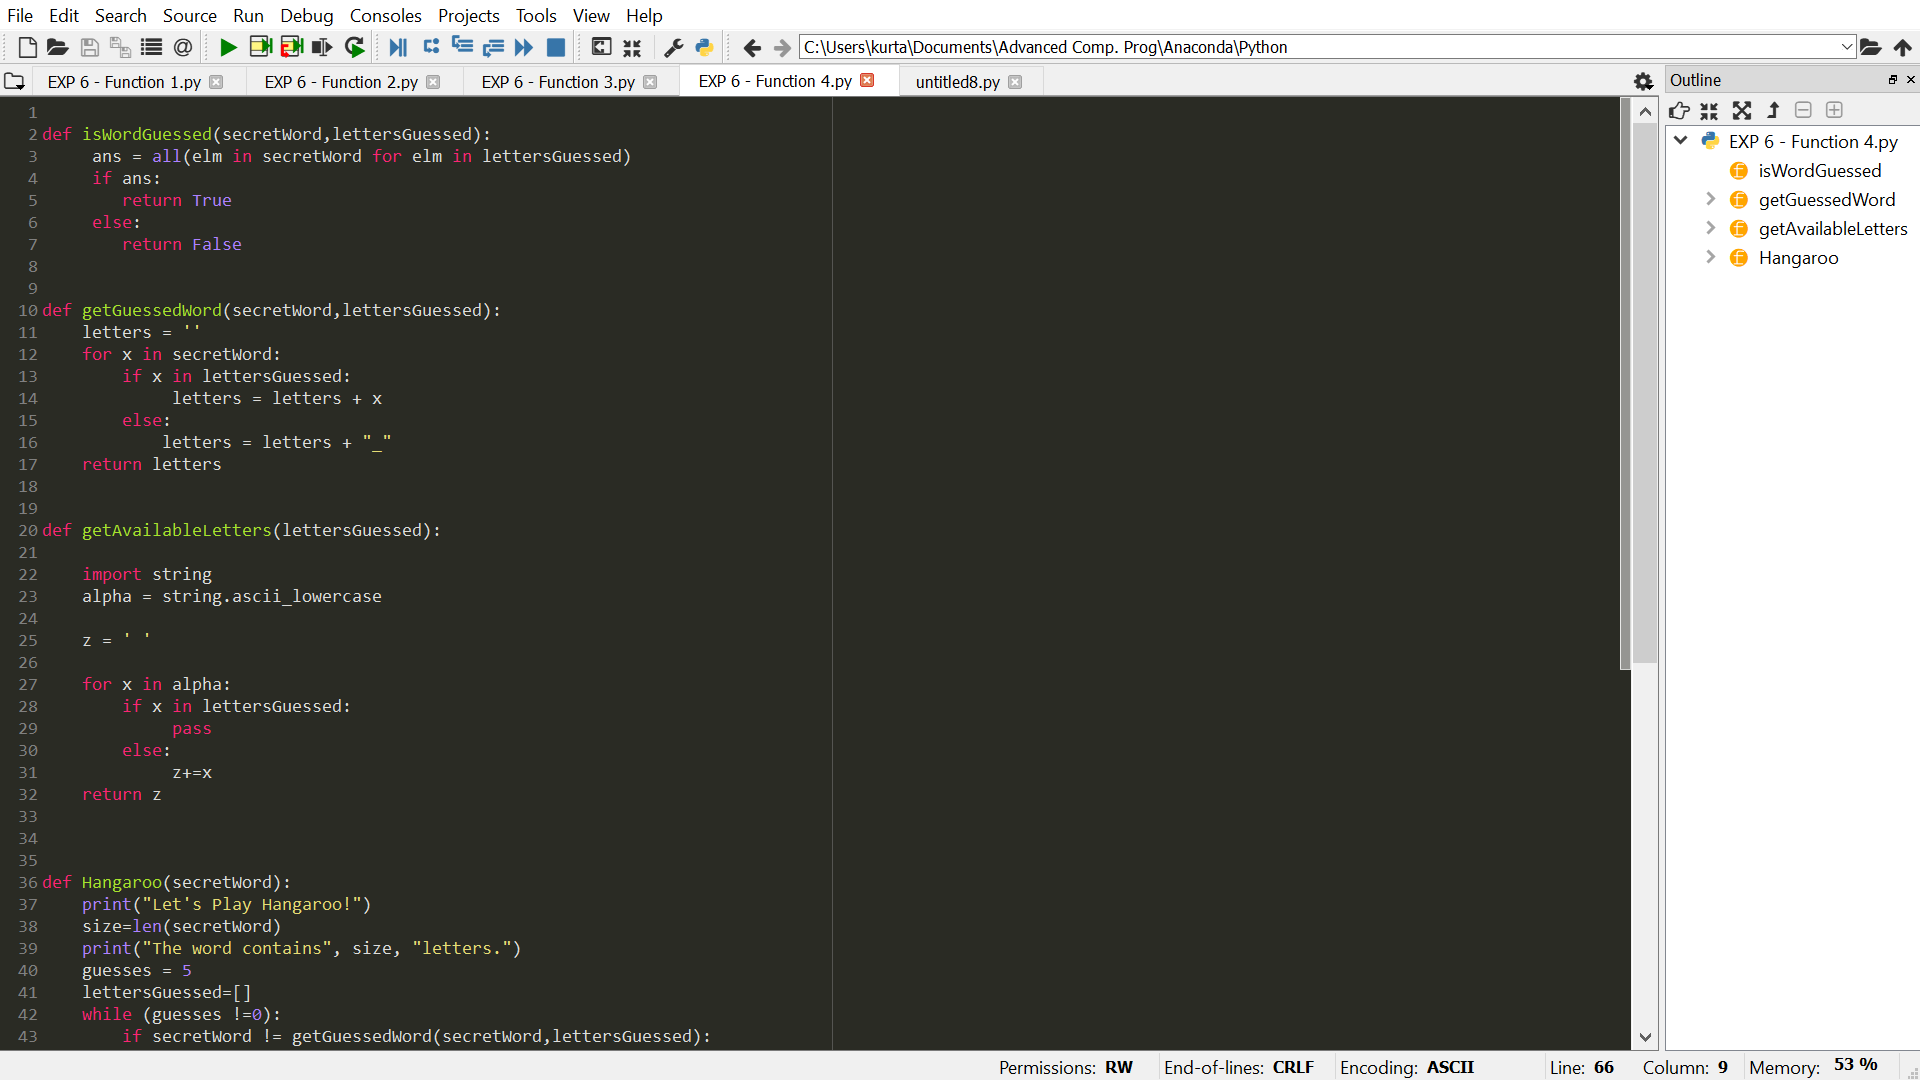 File Edit Search Source Run Debug Consoles Projects Tools View Help
C:\Users\kurta\Documents\Advanced Comp. Prog\Anaconda\Python
EXP 6 - Function 1.py EXP 6 - Function 2.py EXP 6 - Function 3.py EXP 6 - Function 4.py untitled8.py
1
2 def isWordGuessed(secretWord,lettersGuessed):
3      ans = all(elm in secretWord for elm in lettersGuessed)
4      if ans:
5         return True
6      else:
7         return False
8
9
10 def getGuessedWord(secretWord,lettersGuessed):
11     letters = ''
12     for x in secretWord:
13         if x in lettersGuessed:
14              letters = letters + x
15         else:
16             letters = letters + "_"
17     return letters
18
19
20 def getAvailableLetters(lettersGuessed):
21
22     import string
23     alpha = string.ascii_lowercase
24
25     z = ' '
26
27     for x in alpha:
28         if x in lettersGuessed:
29              pass
30         else:
31              z+=x
32     return z
33
34
35
36 def Hangaroo(secretWord):
37     print("Let's Play Hangaroo!")
38     size=len(secretWord)
39     print("The word contains", size, "letters.")
40     guesses = 5
41     lettersGuessed=[]
42     while (guesses !=0):
43         if secretWord != getGuessedWord(secretWord,lettersGuessed):
Outline
EXP 6 - Function 4.py
isWordGuessed
getGuessedWord
getAvailableLetters
Hangaroo
Permissions: RW End-of-lines: CRLF Encoding: ASCII Line: 66 Column: 9 Memory: 53 %